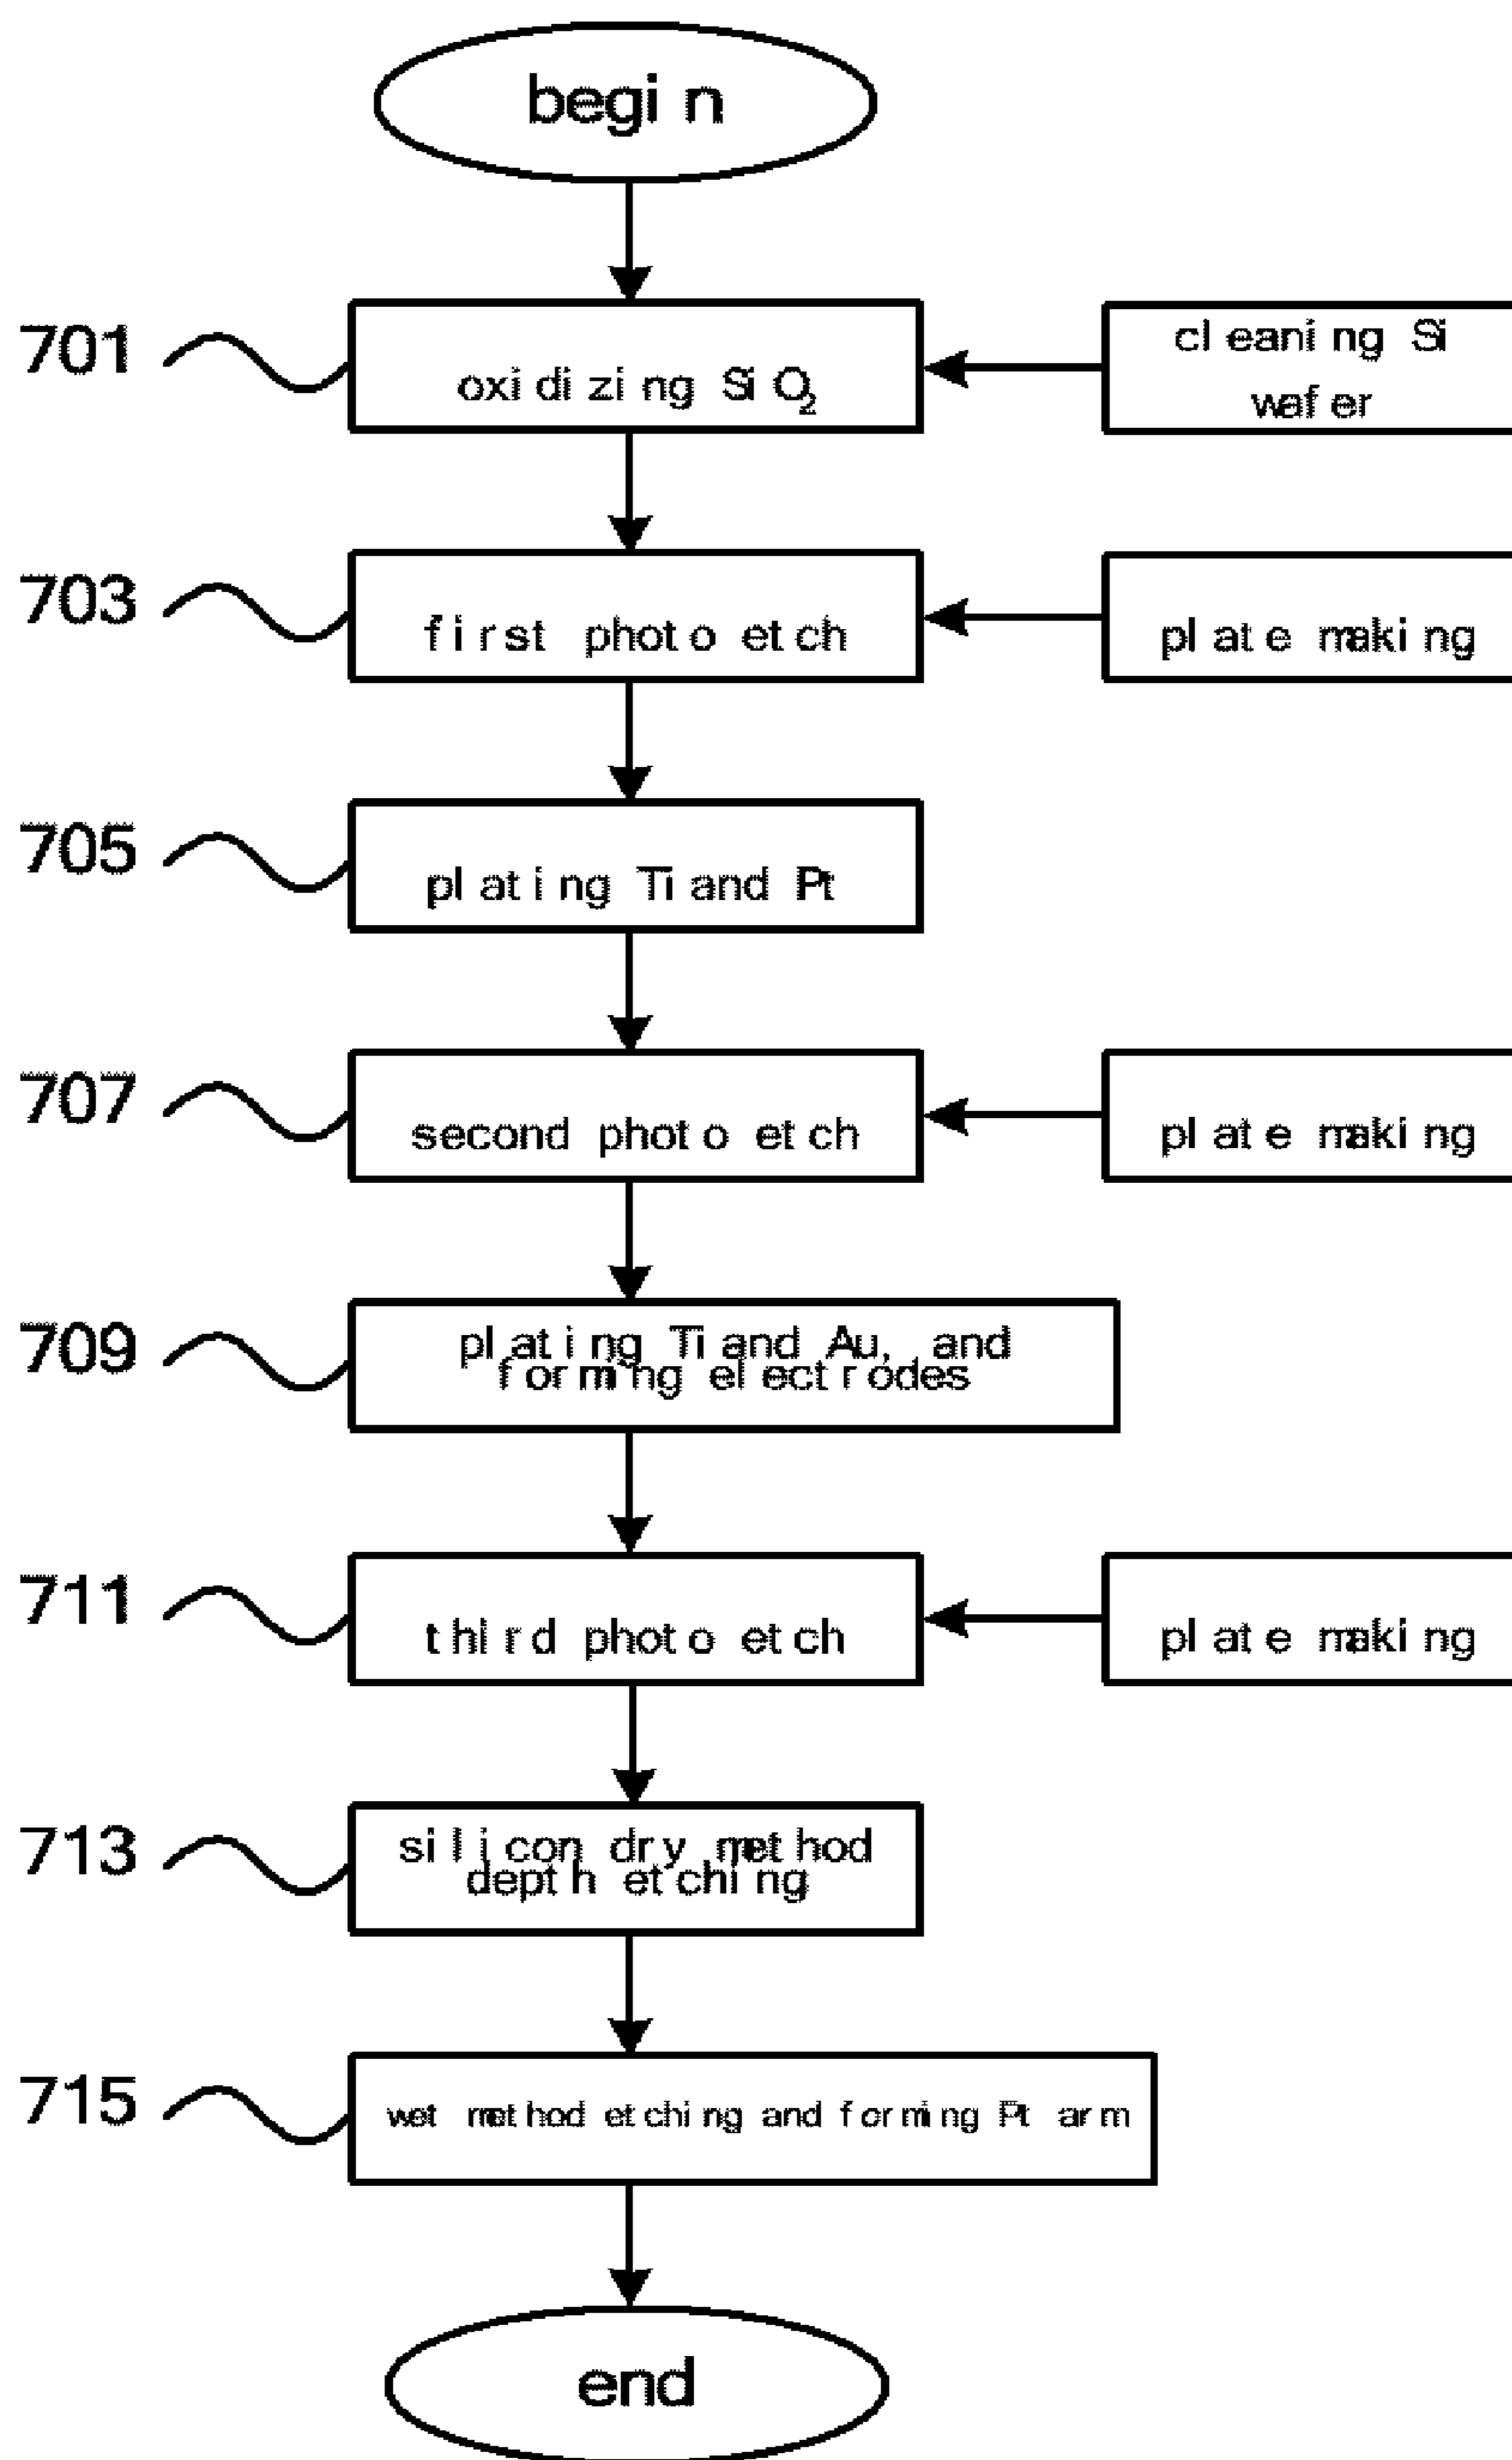 begin
701
oxidizing SiO₂
cleaning Si
wafer
703
first photo etch
plate making
705
plating Ti and Pt
707
second photo etch
plate making
709
plating Ti and Au, and
forming electrodes
711
third photo etch
plate making
713
silicon dry method
depth etching
715
wet method etching and forming Pt arm
end